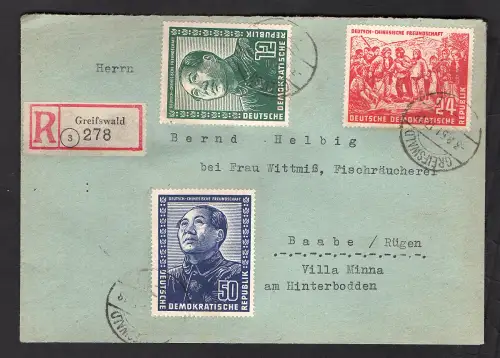 Herrn
DEUTSCH-CHINESISCHE FREUNDSCHAFT
12
DEUTSCHE DEMOKRATISCHE REPUBLIK
DEUTSCH-CHINESISCHE FREUNDSCHAFT
24
DEUTSCHE DEMOKRATISCHE REPUBLIK
GREIFSWALD
R
Greifswald
3 278
Bernd Helbig
bei Frau Wittmiß, Fischräucherei
DEUTSCH-CHINESISCHE FREUNDSCHAFT
50
DEUTSCHE DEMOKRATISCHE REPUBLIK
Baabe /Rügen
Villa Minna
am Hinterbodden